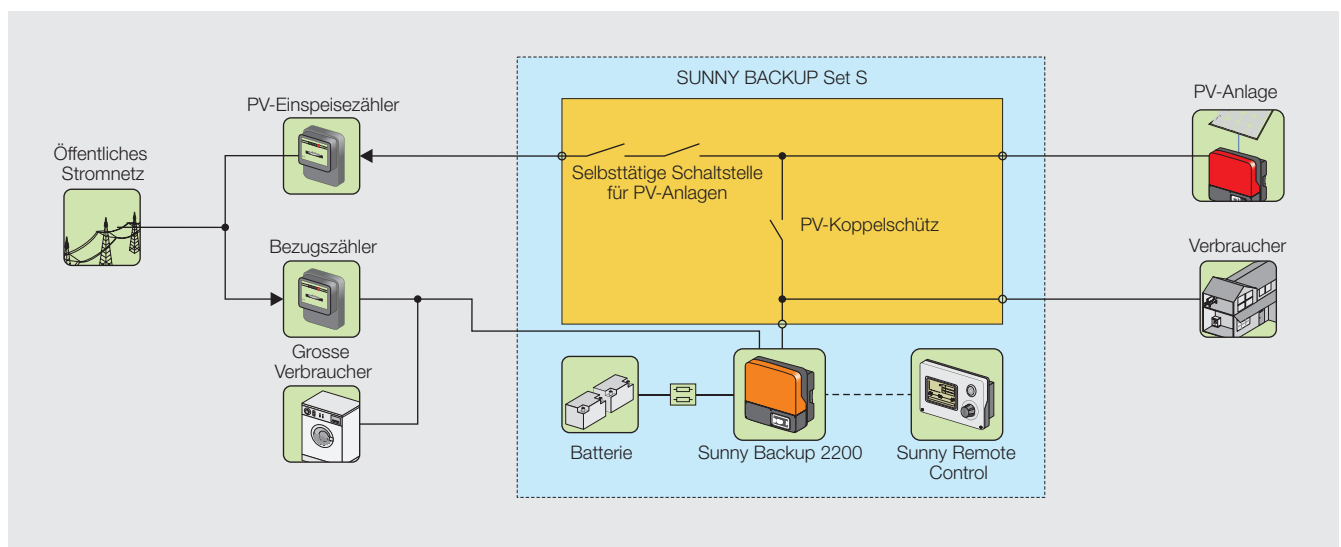 SUNNY BACKUP Set S
PV-Einspeisezähler
PV-Anlage
Öffentliches
Stromnetz
Selbsttätige Schaltstelle
für PV-Anlagen
PV-Koppelschütz
Bezugszähler
Verbraucher
Grosse
Verbraucher
Batterie
Sunny Backup 2200
Sunny Remote
Control